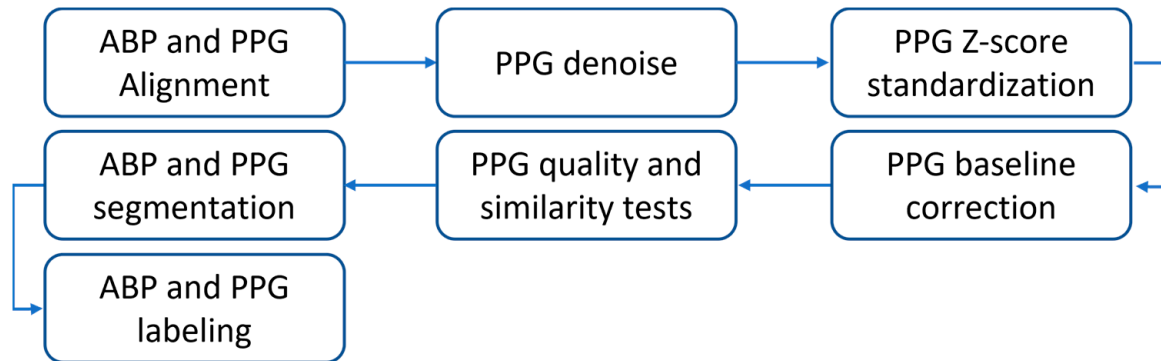 ABP and PPG
Alignment
PPG denoise
PPG Z-score
standardization
PPG baseline
correction
PPG quality and
similarity tests
ABP and PPG
segmentation
ABP and PPG
labeling